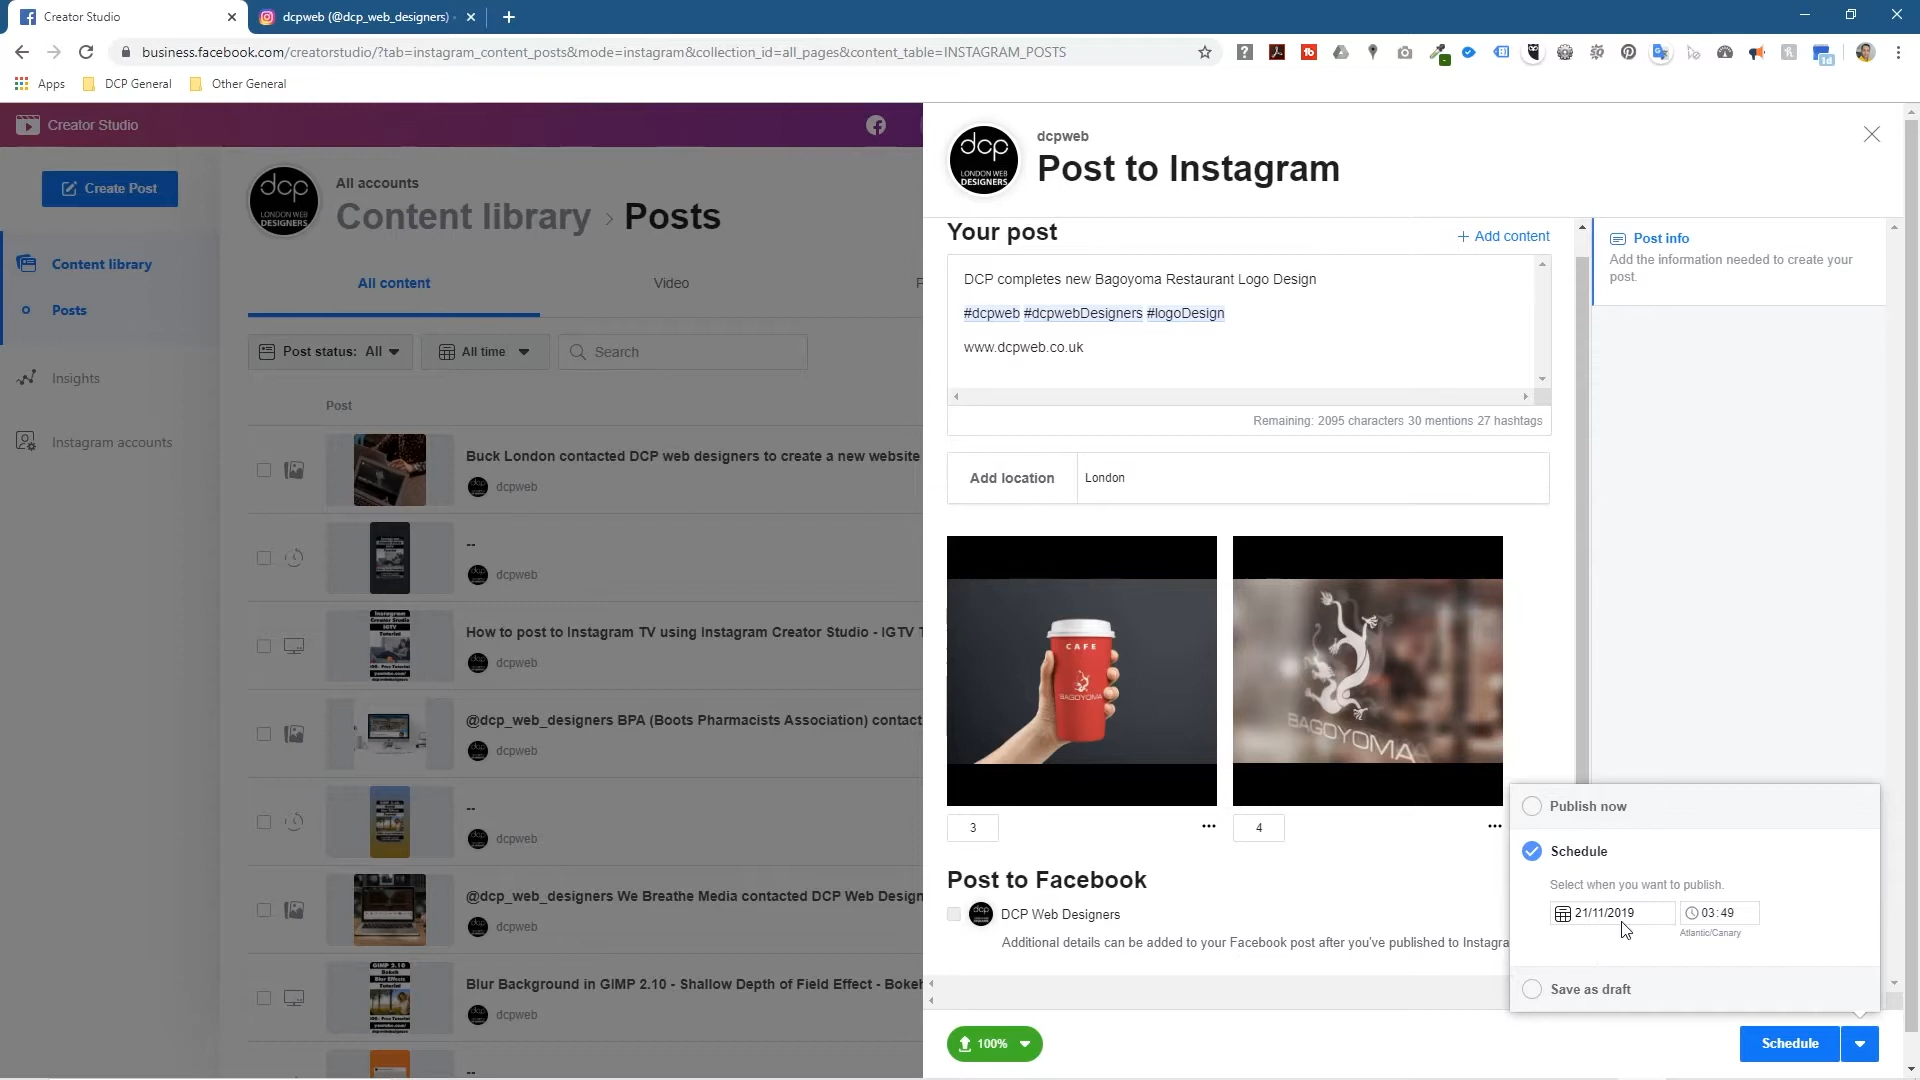 Creator Studio
dcpweb (@dcp_web_designers)
business.facebook.com/creatorstudio/?tab=instagram_content_posts&mode=instagram&collection_id=all_pages&content_table=INSTAGRAM_POSTS
Apps
DCP General
Other General
Creator Studio
Create Post
Content library
Posts
Insights
Instagram accounts
dcp
LONDON WEB
DESIGNERS
All accounts
Content library › Posts
All content
Video
Post status: All
All time
Search
Post
Buck London contacted DCP web designers to create a new website
dcpweb
--
dcpweb
How to post to Instagram TV using Instagram Creator Studio - IGTV T
dcpweb
@dcp_web_designers BPA (Boots Pharmacists Association) contact
dcpweb
--
dcpweb
@dcp_web_designers We Breathe Media contacted DCP Web Design
dcpweb
Blur Background in GIMP 2.10 - Shallow Depth of Field Effect - Bokeh
dcpweb
--
dcp
LONDON WEB
DESIGNERS
dcpweb
Post to Instagram
Your post
+ Add content
DCP completes new Bagoyoma Restaurant Logo Design
#dcpweb #dcpwebDesigners #logoDesign
www.dcpweb.co.uk
Remaining: 2095 characters 30 mentions 27 hashtags
Add location
London
CAFE
BAGOYOMA
BAGOYOMA
3
4
Post to Facebook
DCP Web Designers
Additional details can be added to your Facebook post after you've published to Instagra
Post info
Add the information needed to create your
post.
Publish now
Schedule
Select when you want to publish.
21/11/2019
03:49
Atlantic/Canary
Save as draft
100%
Schedule